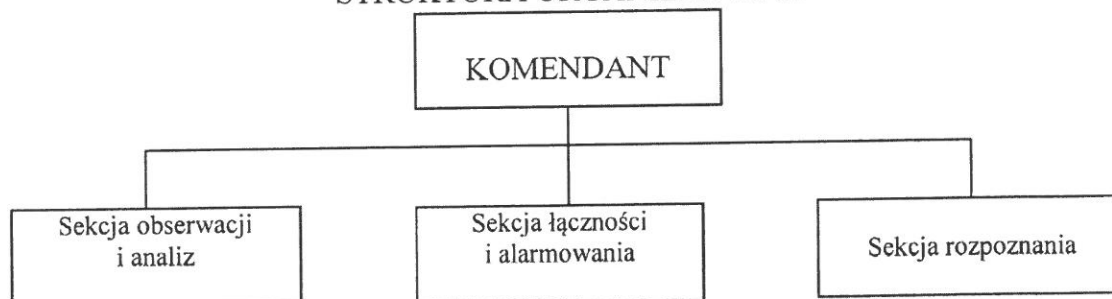 KOMENDANT
Sekcja obserwacji
i analiz
Sekcja łączności
i alarmowania
Sekcja rozpoznania